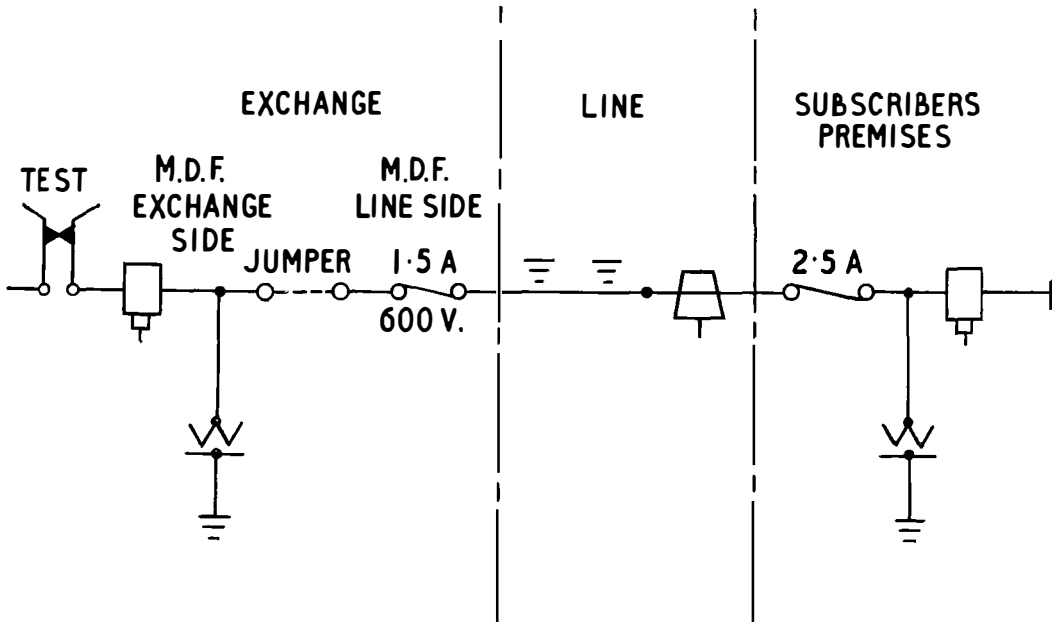 EXCHANGE
LINE
SUBSCRIBERS
PREMISES
TEST
M.D.F.
EXCHANGE
SIDE
M.D.F.
LINE SIDE
JUMPER
1·5 A
600 V.
2·5 A